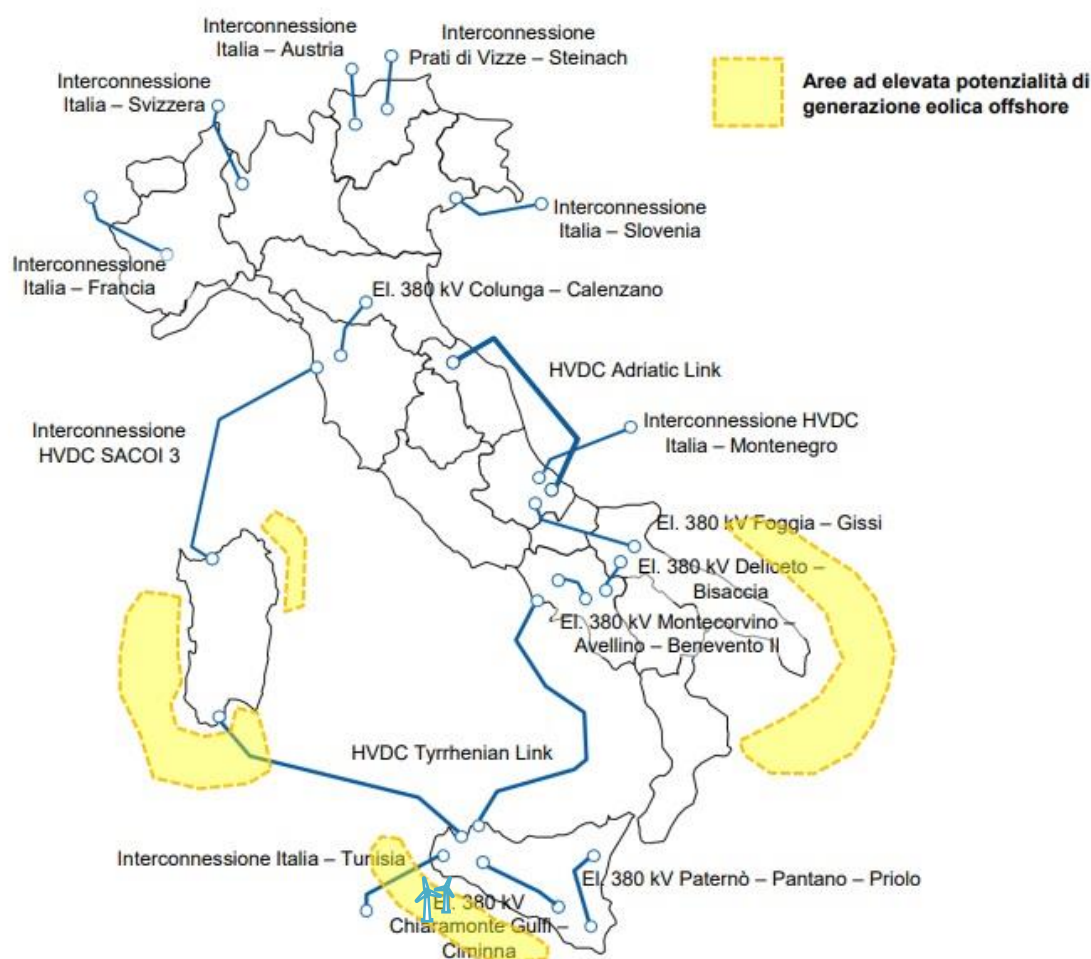 Interconnessione
Italia – Austria
Interconnessione
Prati di Vizze – Steinach
Interconnessione
Italia – Svizzera
Aree ad elevata potenzialità di
generazione eolica offshore
Interconnessione
Italia – Slovenia
Interconnessione
Italia – Francia
El. 380 kV Colunga – Calenzano
HVDC Adriatic Link
Interconnessione HVDC
Italia – Montenegro
Interconnessione
HVDC SACOI 3
El. 380 kV Foggia – Gissi
El. 380 kV Deliceto –
Bisaccia
El. 380 kV Montecorvino –
Avellino – Benevento II
HVDC Tyrrhenian Link
Interconnessione Italia – Tunisia
El. 380 kV Paternò – Pantano – Priolo
El. 380 kV
Chiaramonte Gulfi –
Ciminna